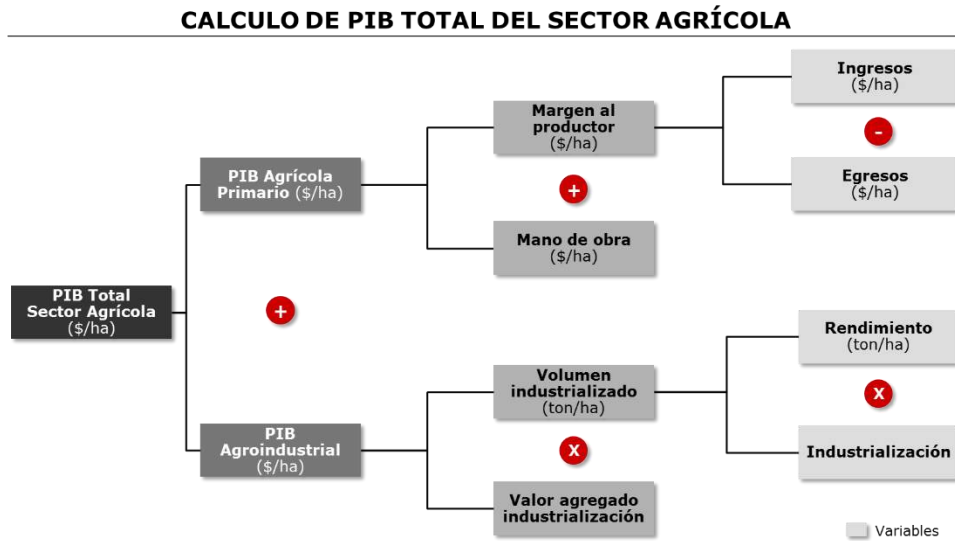 CALCULO DE PIB TOTAL DEL SECTOR AGRÍCOLA
Ingresos
($/ha)
-
Egresos
($/ha)
Margen al
productor
($/ha)
+
Mano de obra
($/ha)
PIB Agrícola
Primario ($/ha)
+
PIB Total
Sector Agrícola
($/ha)
PIB
Agroindustrial
($/ha)
Volumen
industrializado
(ton/ha)
X
Valor agregado
industrialización
Rendimiento
(ton/ha)
X
Industrialización
Variables